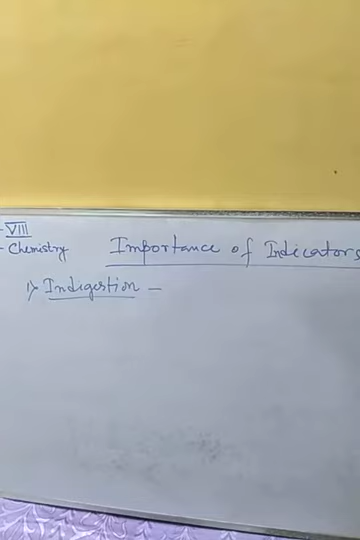 - VIII
- Chemistry
Importance of Indicators
1) Indigestion -